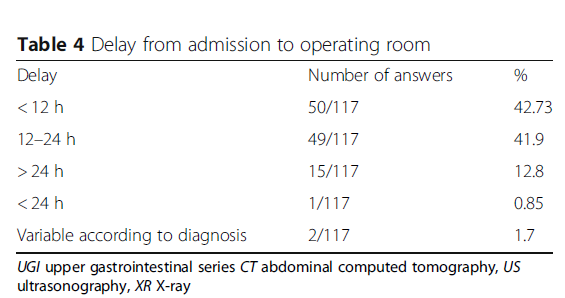 Table 4 Delay from admission to operating room
Delay Number of answers %
< 12 h 50/117 42.73
12–24 h 49/117 41.9
> 24 h 15/117 12.8
< 24 h 1/117 0.85
Variable according to diagnosis 2/117 1.7
UGI upper gastrointestinal series CT abdominal computed tomography, US
ultrasonography, XR X-ray